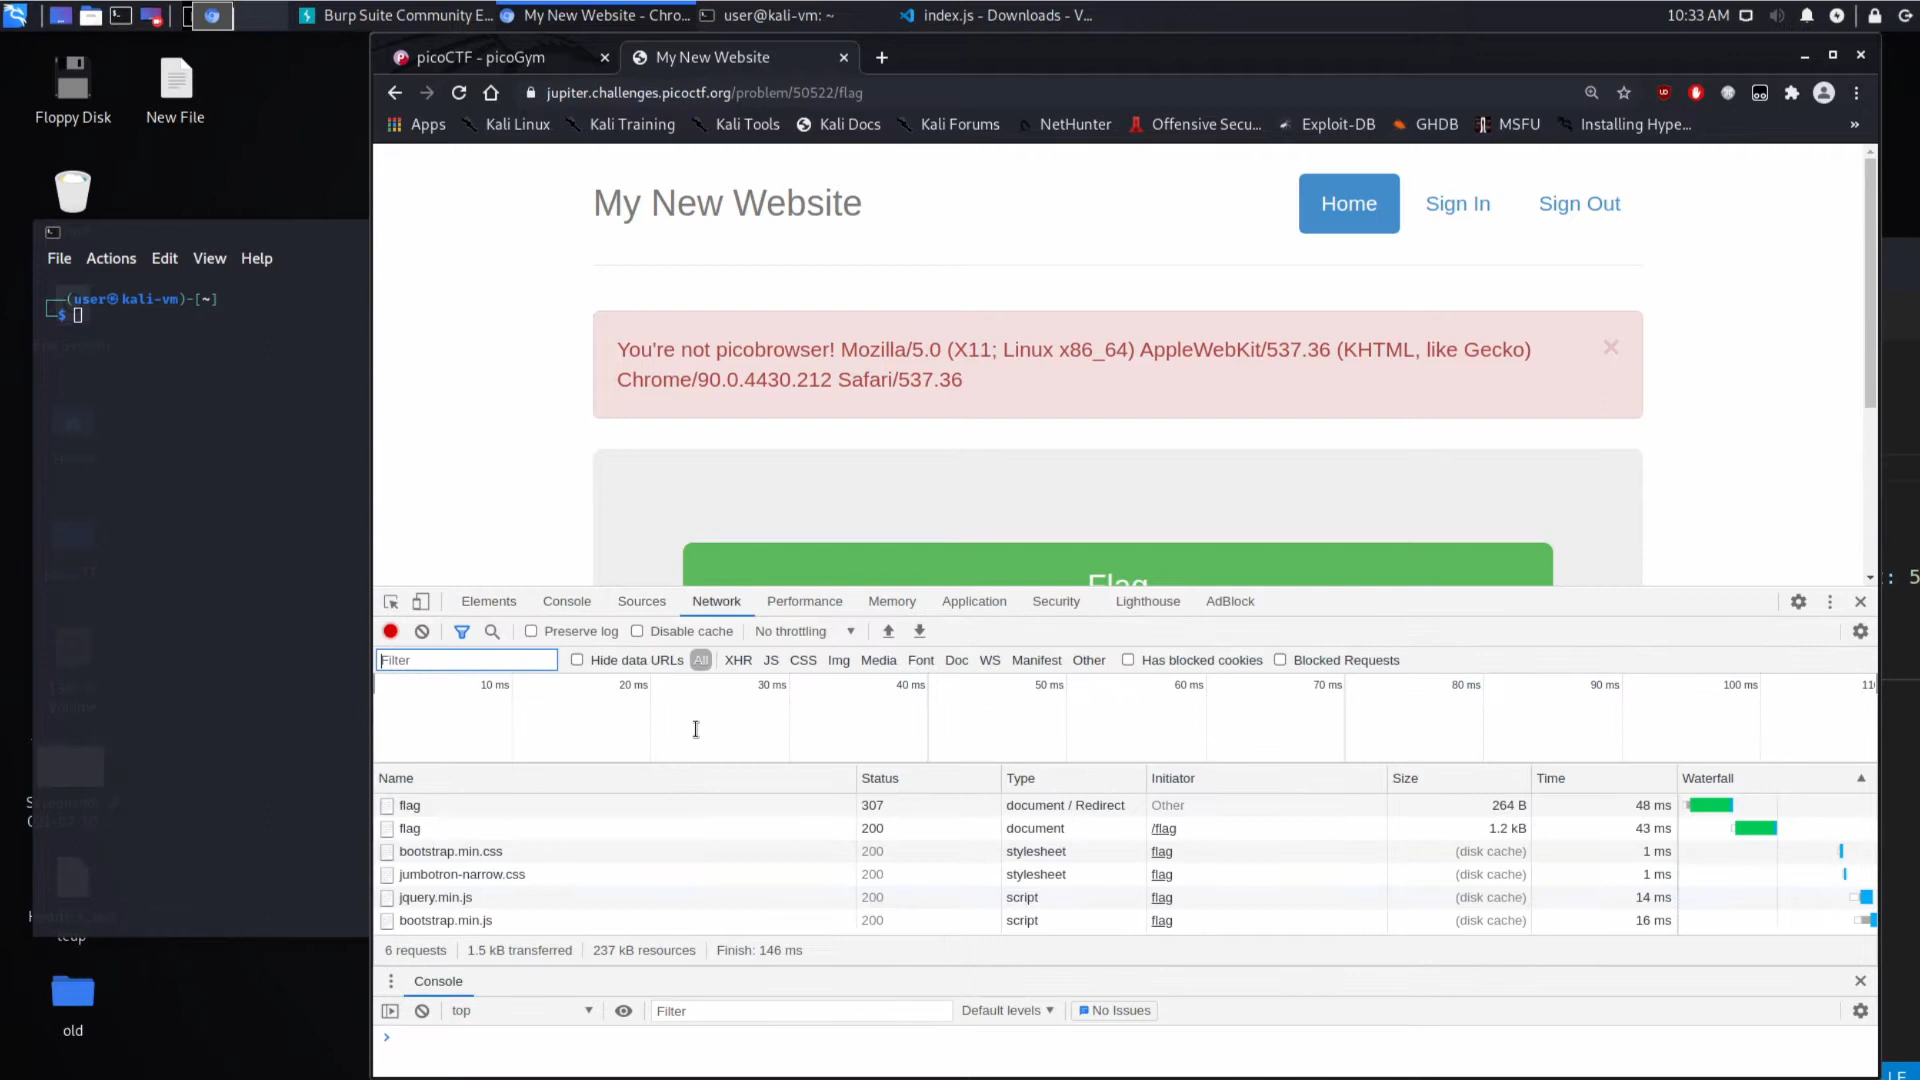 Burp Suite Community E...
My New Website - Chro...
user@kali-vm: ~
index.js - Downloads - V...
10:33 AM
Floppy Disk
New File
File Actions Edit View Help
(user㉿kali-vm)-[~]
$
old
picoCTF - picoGym
My New Website
jupiter.challenges.picoctf.org/problem/50522/flag
Apps Kali Linux Kali Training Kali Tools Kali Docs Kali Forums NetHunter Offensive Secu... Exploit-DB GHDB MSFU Installing Hype... »
My New Website
Home Sign In Sign Out
You're not picobrowser! Mozilla/5.0 (X11; Linux x86_64) AppleWebKit/537.36 (KHTML, like Gecko)
Chrome/90.0.4430.212 Safari/537.36
×
Flag
: 5
Elements Console Sources Network Performance Memory Application Security Lighthouse AdBlock
Preserve log Disable cache No throttling
Filter Hide data URLs All XHR JS CSS Img Media Font Doc WS Manifest Other Has blocked cookies Blocked Requests
10 ms 20 ms 30 ms 40 ms 50 ms 60 ms 70 ms 80 ms 90 ms 100 ms 11
Name Status Type Initiator Size Time Waterfall
flag 307 document / Redirect Other 264 B 48 ms
flag 200 document /flag 1.2 kB 43 ms
bootstrap.min.css 200 stylesheet flag (disk cache) 1 ms
jumbotron-narrow.css 200 stylesheet flag (disk cache) 1 ms
jquery.min.js 200 script flag (disk cache) 14 ms
bootstrap.min.js 200 script flag (disk cache) 16 ms
6 requests 1.5 kB transferred 237 kB resources Finish: 146 ms
Console
top Filter Default levels No Issues
LF